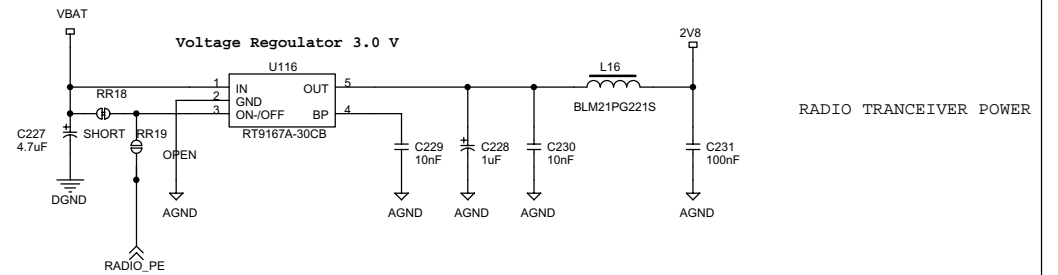 VBAT
Voltage Regoulator 3.0 V
2V8
U116
L16
1 IN OUT 5
2 GND
3 ON-/OFF BP 4
RT9167A-30CB
BLM21PG221S
RADIO TRANCEIVER POWER
RR18
SHORT
RR19
OPEN
C227
4.7uF
C229
10nF
C228
1uF
C230
10nF
C231
100nF
DGND
AGND
AGND
AGND
AGND
AGND
RADIO_PE